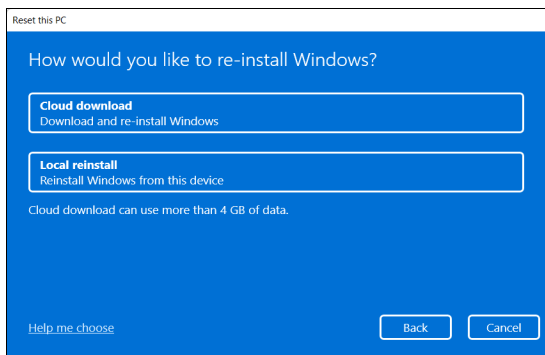 Reset this PC
How would you like to re-install Windows?
Cloud download
Download and re-install Windows
Local reinstall
Reinstall Windows from this device
Cloud download can use more than 4 GB of data.
Help me choose
Back
Cancel